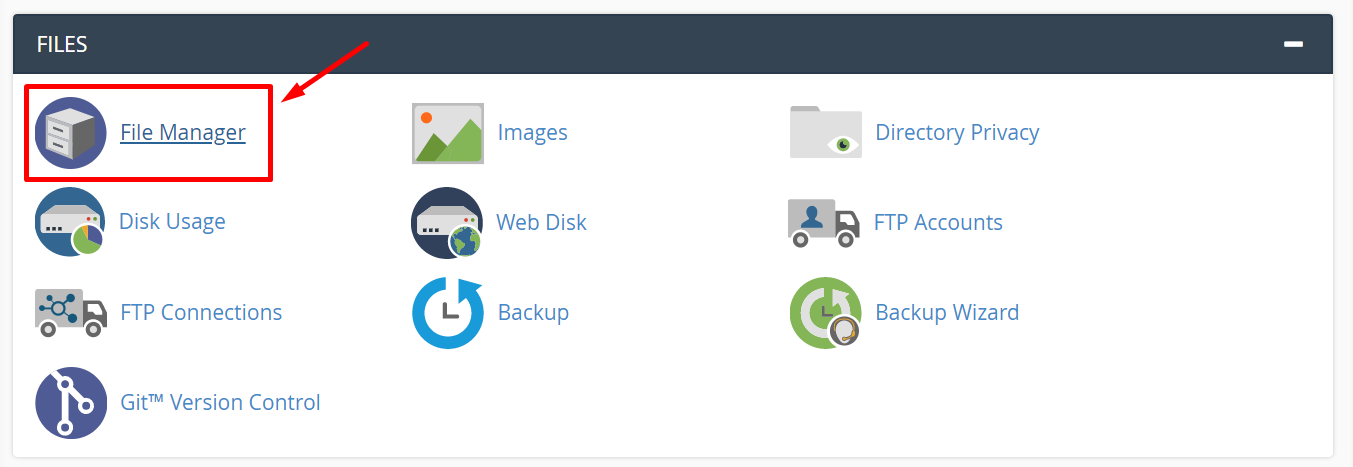 FILES
File Manager
Images
Directory Privacy
Disk Usage
Web Disk
FTP Accounts
FTP Connections
Backup
Backup Wizard
Git™ Version Control